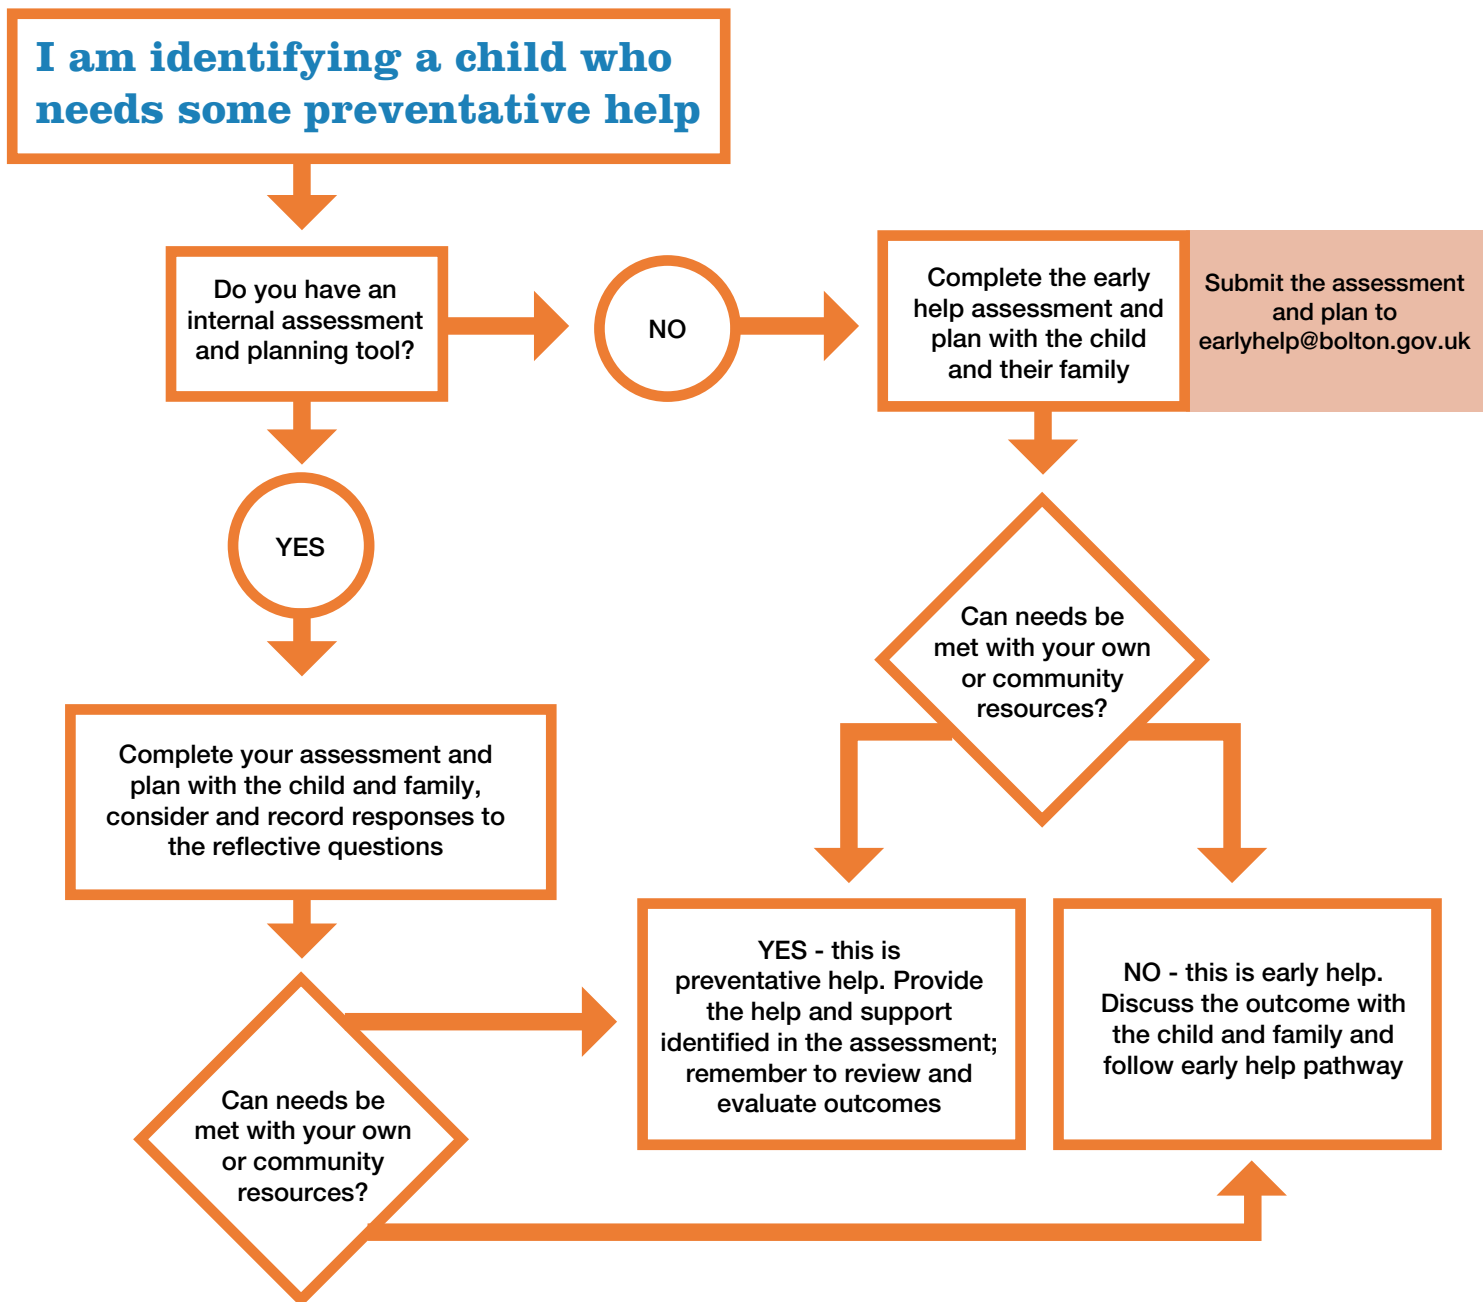 I am identifying a child who
needs some preventative help
Do you have an
internal assessment
and planning tool?
NO
Complete the early
help assessment and
plan with the child
and their family
Submit the assessment
and plan to
earlyhelp@bolton.gov.uk
YES
Can needs be
met with your own
or community
resources?
Complete your assessment and
plan with the child and family,
consider and record responses to
the reflective questions
YES - this is
preventative help. Provide
the help and support
identified in the assessment;
remember to review and
evaluate outcomes
NO - this is early help.
Discuss the outcome with
the child and family and
follow early help pathway
Can needs be
met with your own
or community
resources?